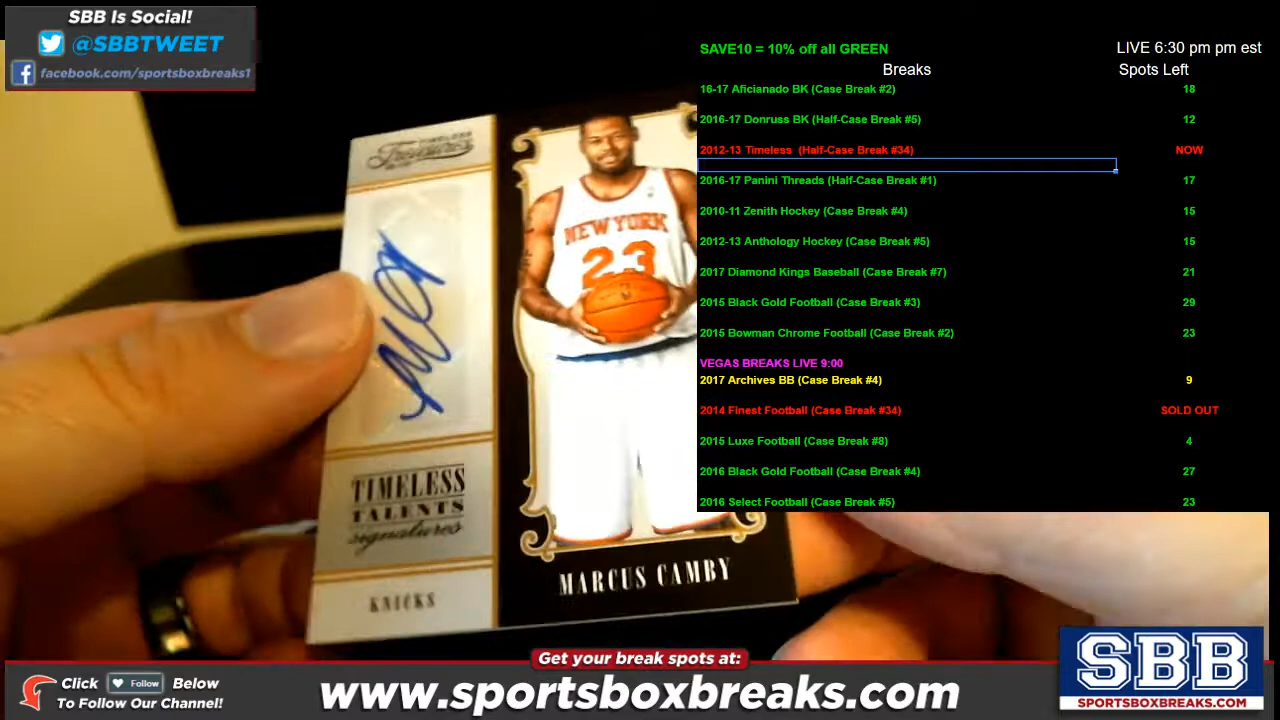 SBB Is Social!
@SBBTWEET
facebook.com/sportsboxbreaks1
SAVE10 = 10% off all GREEN
LIVE 6:30 pm pm est
Breaks Spots Left
16-17 Aficianado BK (Case Break #2) 18
2016-17 Donruss BK (Half-Case Break #5) 12
2012-13 Timeless (Half-Case Break #34) NOW
2016-17 Panini Threads (Half-Case Break #1) 17
2010-11 Zenith Hockey (Case Break #4) 15
2012-13 Anthology Hockey (Case Break #5) 15
2017 Diamond Kings Baseball (Case Break #7) 21
2015 Black Gold Football (Case Break #3) 29
2015 Bowman Chrome Football (Case Break #2) 23
VEGAS BREAKS LIVE 9:00
2017 Archives BB (Case Break #4) 9
2014 Finest Football (Case Break #34) SOLD OUT
2015 Luxe Football (Case Break #8) 4
2016 Black Gold Football (Case Break #4) 27
2016 Select Football (Case Break #5) 23
TIMELESS
Treasures
NEW YORK
23
TIMELESS
TALENTS
signatures
KNICKS
MARCUS CAMBY
Get your break spots at:
www.sportsboxbreaks.com
Click Follow Below
To Follow Our Channel!
SBB
SPORTSBOXBREAKS.COM